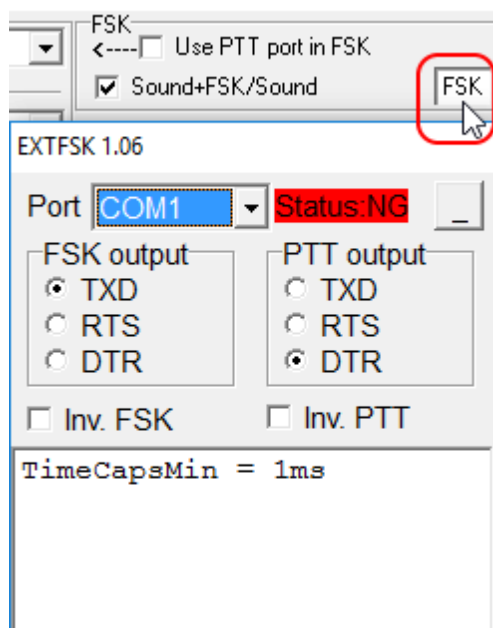 FSK
<---- Use PTT port in FSK
Sound+FSK/Sound FSK
EXTFSK 1.06
Port COM1 Status:NG _
FSK output PTT output
TXD TXD
RTS RTS
DTR DTR
Inv. FSK Inv. PTT
TimeCapsMin = 1ms